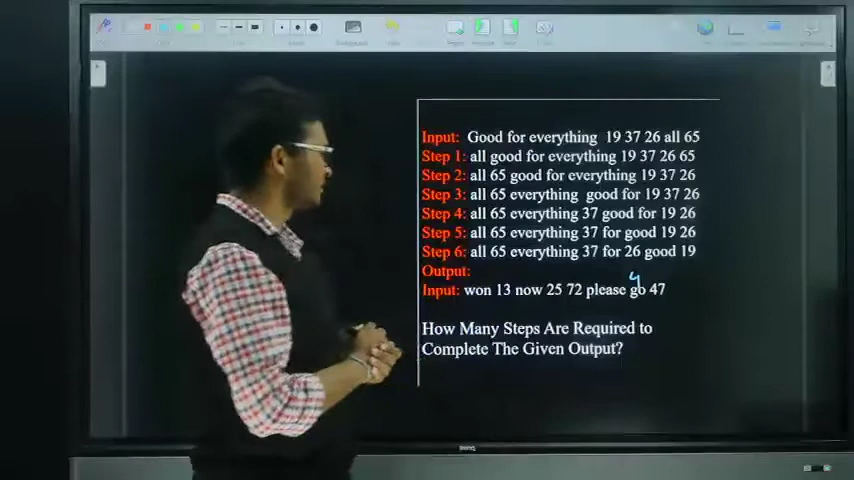 Input: Good for everything 19 37 26 all 65
Step 1: all good for everything 19 37 26 65
Step 2: all 65 good for everything 19 37 26
Step 3: all 65 everything good for 19 37 26
Step 4: all 65 everything 37 good for 19 26
Step 5: all 65 everything 37 for good 19 26
Step 6: all 65 everything 37 for 26 good 19
Output:
Input: won 13 now 25 72 please go 47
How Many Steps Are Required to
Complete The Given Output?